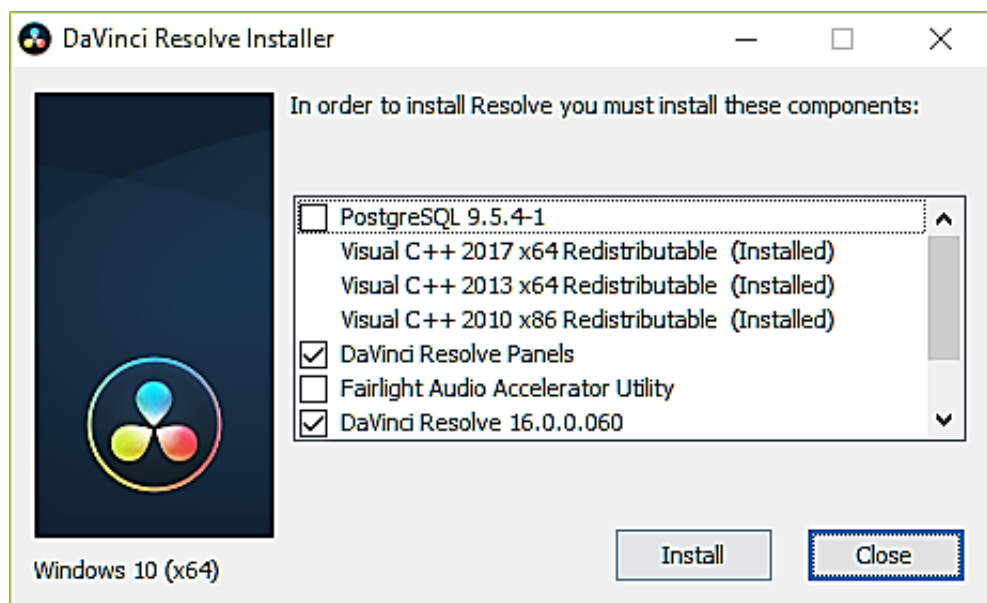 DaVinci Resolve Installer
In order to install Resolve you must install these components:
PostgreSQL 9.5.4-1
Visual C++ 2017 x64 Redistributable (Installed)
Visual C++ 2013 x64 Redistributable (Installed)
Visual C++ 2010 x86 Redistributable (Installed)
DaVinci Resolve Panels
Fairlight Audio Accelerator Utility
DaVinci Resolve 16.0.0.060
Windows 10 (x64)
Install
Close